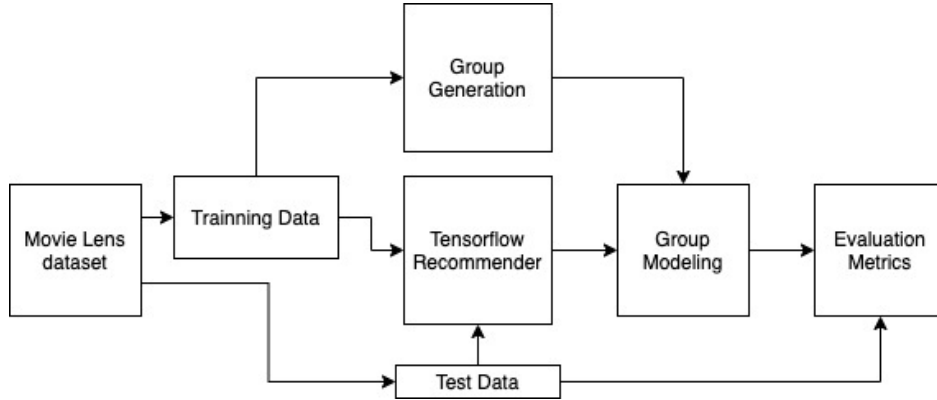 Group
Generation
Movie Lens
dataset
Trainning Data
Tensorflow
Recommender
Group
Modeling
Evaluation
Metrics
Test Data